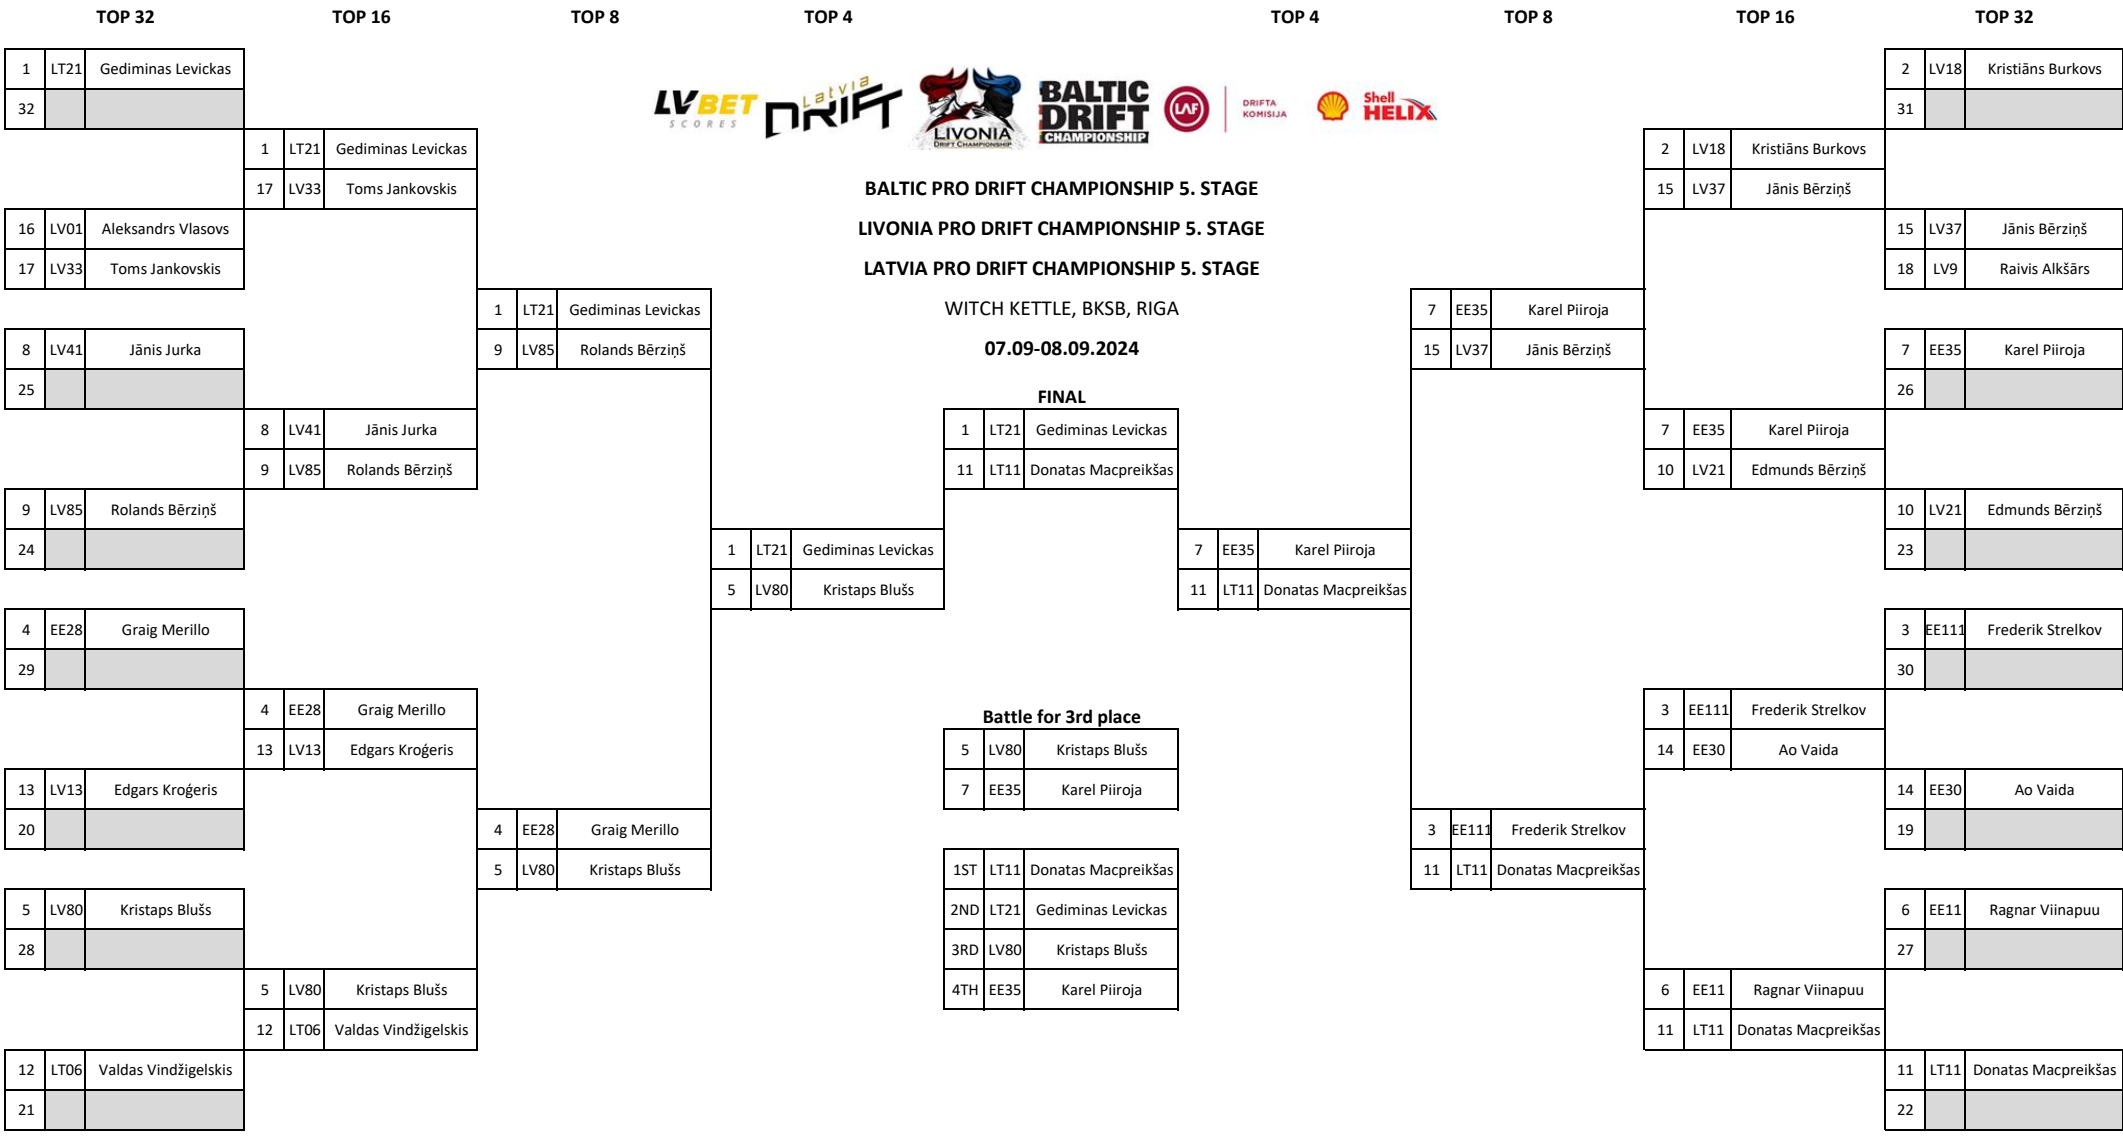 TOP 32 TOP 16 TOP 8 TOP 4 TOP 4 TOP 8 TOP 16 TOP 32
1 LT21 Gediminas Levickas
32
16 LV01 Aleksandrs Vlasovs
17 LV33 Toms Jankovskis
8 LV41 Jānis Jurka
25
9 LV85 Rolands Bērziņš
24
4 EE28 Graig Merillo
29
13 LV13 Edgars Kroģeris
20
5 LV80 Kristaps Blušs
28
12 LT06 Valdas Vindžigelskis
21
1 LT21 Gediminas Levickas
17 LV33 Toms Jankovskis
8 LV41 Jānis Jurka
9 LV85 Rolands Bērziņš
4 EE28 Graig Merillo
13 LV13 Edgars Kroģeris
5 LV80 Kristaps Blušs
12 LT06 Valdas Vindžigelskis
1 LT21 Gediminas Levickas
9 LV85 Rolands Bērziņš
4 EE28 Graig Merillo
5 LV80 Kristaps Blušs
1 LT21 Gediminas Levickas
5 LV80 Kristaps Blušs
LVBET
SCORES
Latvia
DRIFT
LIVONIA
DRIFT CHAMPIONSHIP
BALTIC
DRIFT
CHAMPIONSHIP
LAF
DRIFTA
KOMISIJA
Shell
HELIX
BALTIC PRO DRIFT CHAMPIONSHIP 5. STAGE
LIVONIA PRO DRIFT CHAMPIONSHIP 5. STAGE
LATVIA PRO DRIFT CHAMPIONSHIP 5. STAGE
WITCH KETTLE, BKSB, RIGA
07.09-08.09.2024
FINAL
1 LT21 Gediminas Levickas
11 LT11 Donatas Macpreikšas
Battle for 3rd place
5 LV80 Kristaps Blušs
7 EE35 Karel Piiroja
1ST LT11 Donatas Macpreikšas
2ND LT21 Gediminas Levickas
3RD LV80 Kristaps Blušs
4TH EE35 Karel Piiroja
7 EE35 Karel Piiroja
11 LT11 Donatas Macpreikšas
7 EE35 Karel Piiroja
15 LV37 Jānis Bērziņš
3 EE111 Frederik Strelkov
11 LT11 Donatas Macpreikšas
2 LV18 Kristiāns Burkovs
15 LV37 Jānis Bērziņš
7 EE35 Karel Piiroja
10 LV21 Edmunds Bērziņš
3 EE111 Frederik Strelkov
14 EE30 Ao Vaida
6 EE11 Ragnar Viinapuu
11 LT11 Donatas Macpreikšas
2 LV18 Kristiāns Burkovs
31
15 LV37 Jānis Bērziņš
18 LV9 Raivis Alkšārs
7 EE35 Karel Piiroja
26
10 LV21 Edmunds Bērziņš
23
3 EE111 Frederik Strelkov
30
14 EE30 Ao Vaida
19
6 EE11 Ragnar Viinapuu
27
11 LT11 Donatas Macpreikšas
22